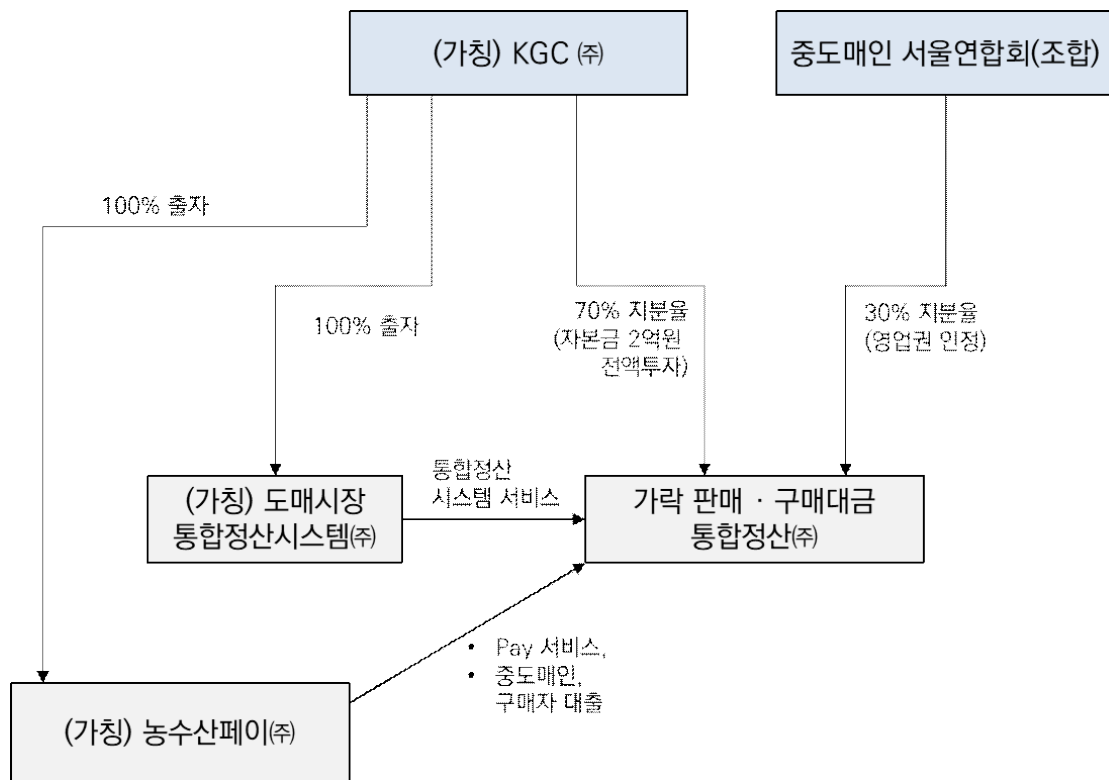 (가칭) KGC ㈜
중도매인 서울연합회(조합)
100% 출자
100% 출자
70% 지분율
(자본금 2억원
전액투자)
30% 지분율
(영업권 인정)
(가칭) 도매시장
통합정산시스템㈜
통합정산
시스템 서비스
가락 판매 · 구매대금
통합정산㈜
• Pay 서비스,
• 중도매인,
구매자 대출
(가칭) 농수산페이㈜